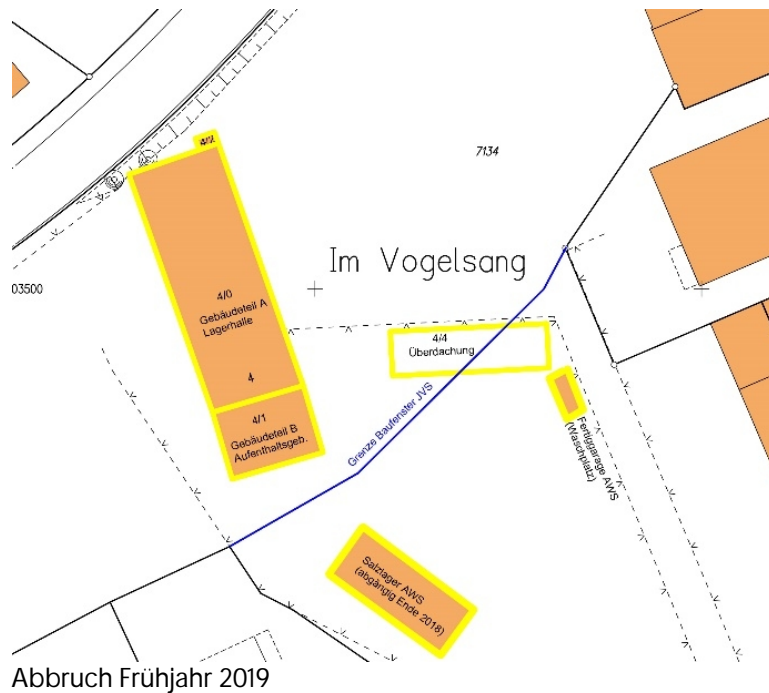 7134
Im Vogelsang
03500
4/2
4/0
Gebäudeteil A
Lagerhalle
4
4/1
Gebäudeteil B
Aufenthaltsgeb.
4/4
Überdachung
Grenze Baufenster JVS
Fertiggarage AWS
(Waschplatz)
Salzlager AWS
(abgängig Ende 2018)
Abbruch Frühjahr 2019